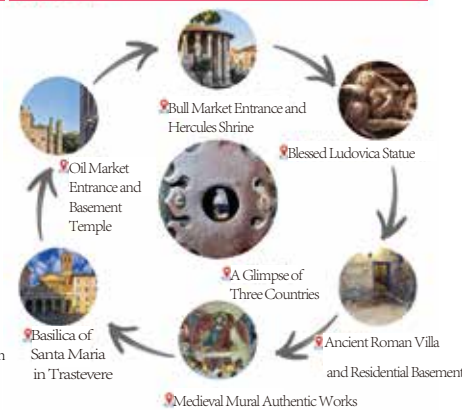 Bull Market Entrance and
Hercules Shrine
Blessed Ludovica Statue
Oil Market
Entrance and
Basement
Temple
A Glimpse of
Three Countries
Ancient Roman Villa
and Residential Basement
Basilica of
Santa Maria
in Trastevere
Medieval Mural Authentic Works